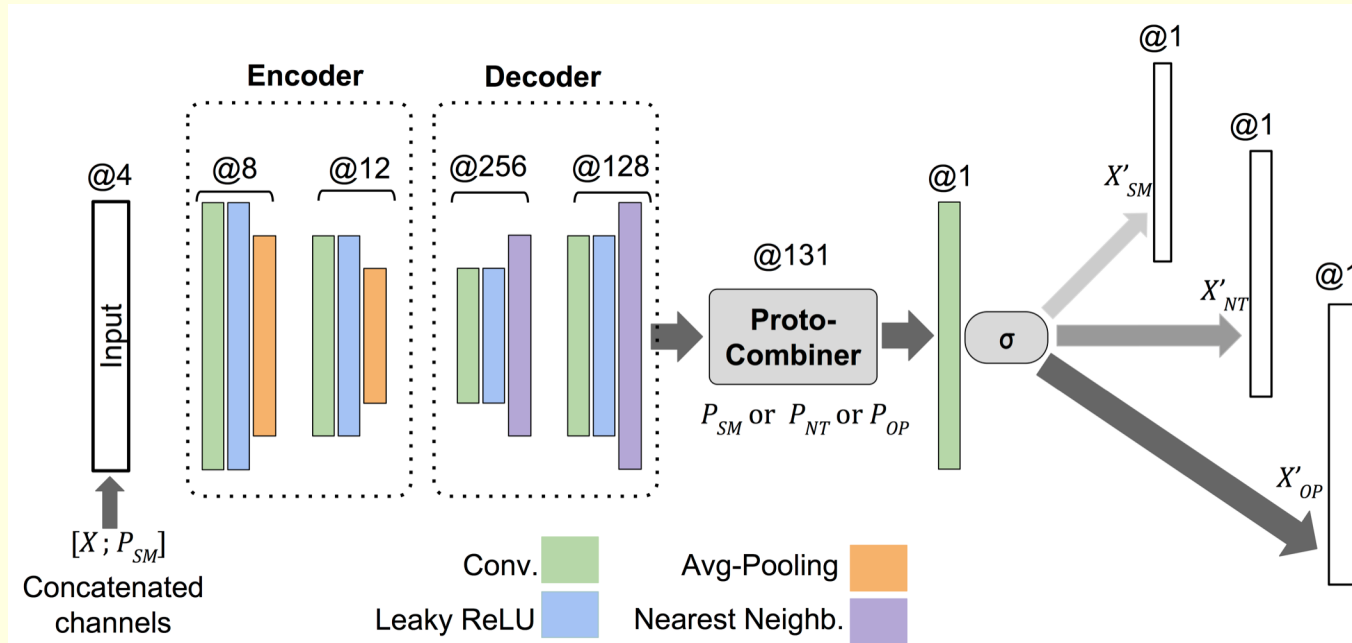 Encoder
Decoder
@4
@8
@12
@256
@128
@131
@1
@1
@1
@1
Input
Proto-
Combiner
σ
X'SM
X'NT
X'OP
PSM or PNT or POP
[X ; PSM]
Concatenated
channels
Conv.
Leaky ReLU
Avg-Pooling
Nearest Neighb.